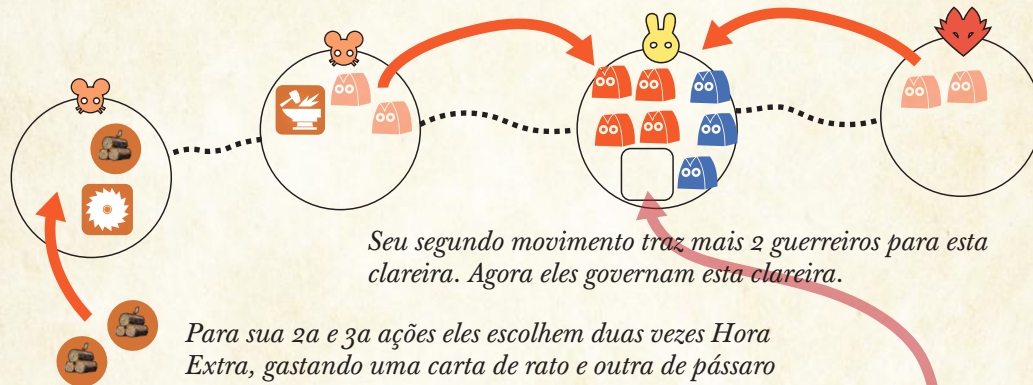 Seu segundo movimento traz mais 2 guerreiros para esta
clareira. Agora eles governam esta clareira.
Para sua 2a e 3a ações eles escolhem duas vezes Hora
Extra, gastando uma carta de rato e outra de pássaro